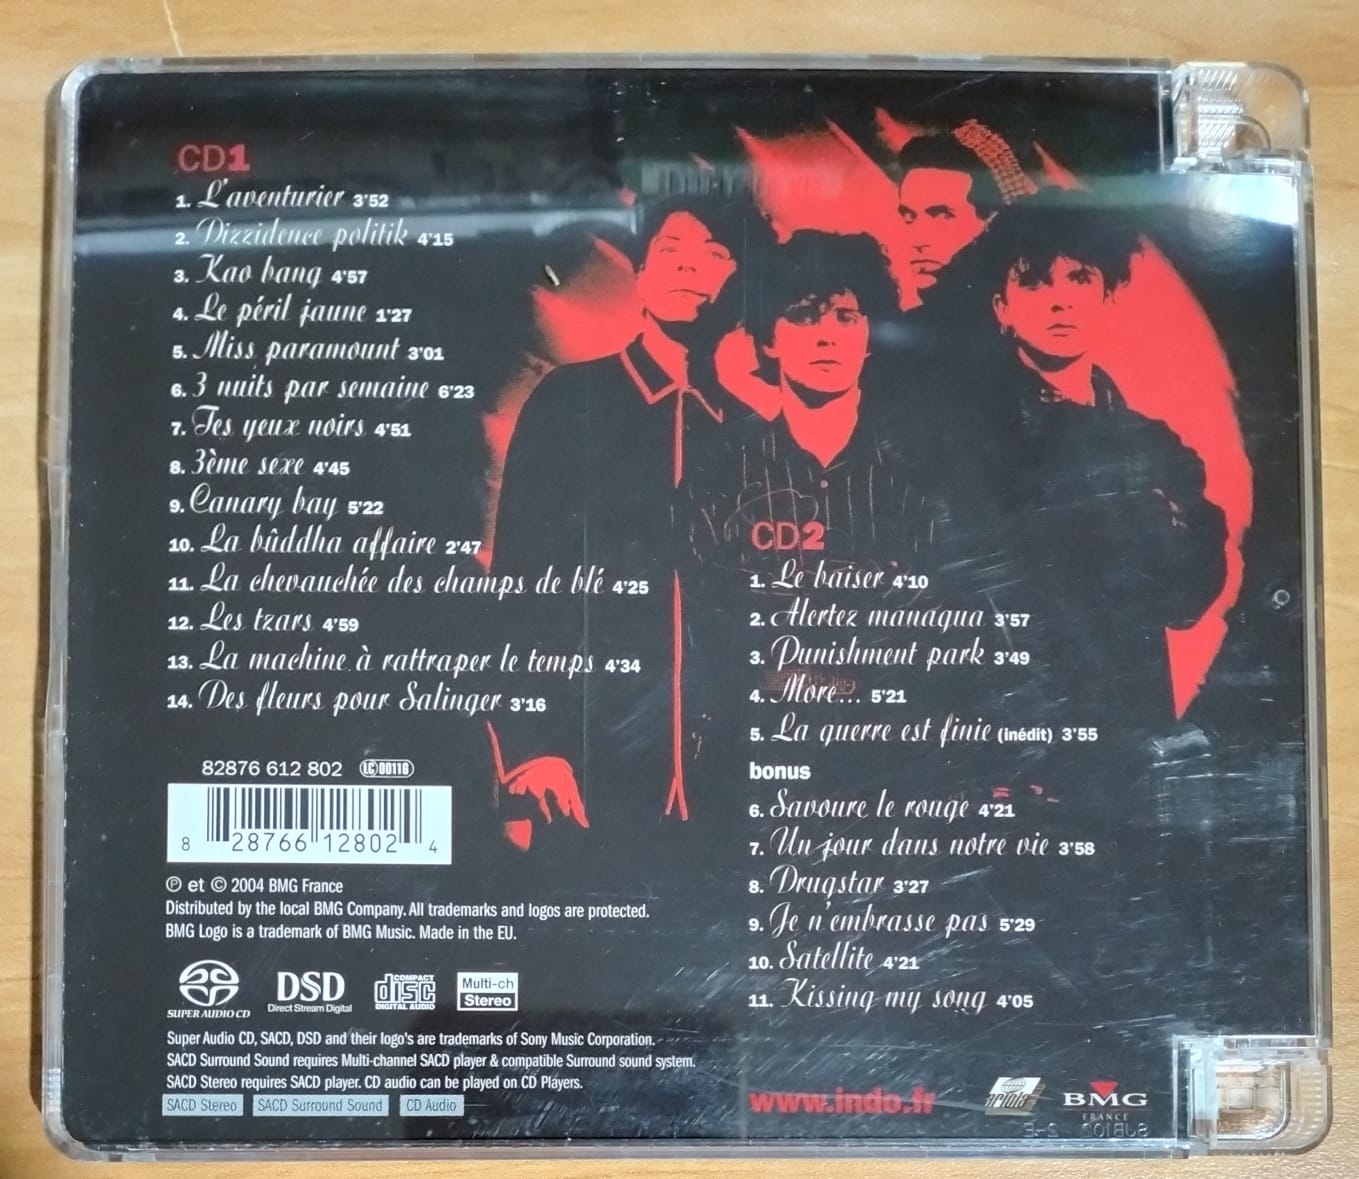 CD1
1. L'aventurier 3'52
2. Dizzidence politik 4'15
3. Kao bang 4'57
4. Le péril jaune 1'27
5. Miss paramount 3'01
6. 3 nuits par semaine 6'23
7. Tes yeux noirs 4'51
8. 3ème sexe 4'45
9. Canary bay 5'22
10. La bûddha affaire 2'47
11. La chevauchée des champs de blé 4'25
12. Les tzars 4'59
13. La machine à rattraper le temps 4'34
14. Des fleurs pour Salinger 3'16
82876 612 802 LC 00116
8 28766 12802 4
℗ et © 2004 BMG France
Distributed by the local BMG Company. All trademarks and logos are protected.
BMG Logo is a trademark of BMG Music. Made in the EU.
SUPER AUDIO CD
DSD
Direct Stream Digital
COMPACT
disc
DIGITAL AUDIO
Multi-ch
Stereo
Super Audio CD, SACD, DSD and their logo's are trademarks of Sony Music Corporation.
SACD Surround Sound requires Multi-channel SACD player & compatible Surround sound system.
SACD Stereo requires SACD player. CD audio can be played on CD Players.
SACD Stereo SACD Surround Sound CD Audio
CD2
1. Le baiser 4'10
2. Alertez managua 3'57
3. Punishment park 3'49
4. More... 5'21
5. La guerre est finie (inédit) 3'55
bonus
6. Savoure le rouge 4'21
7. Un jour dans notre vie 3'58
8. Drugstar 3'27
9. Je n'embrasse pas 5'29
10. Satellite 4'21
11. Kissing my song 4'05
www.indo.fr
ariola
BMG
FRANCE